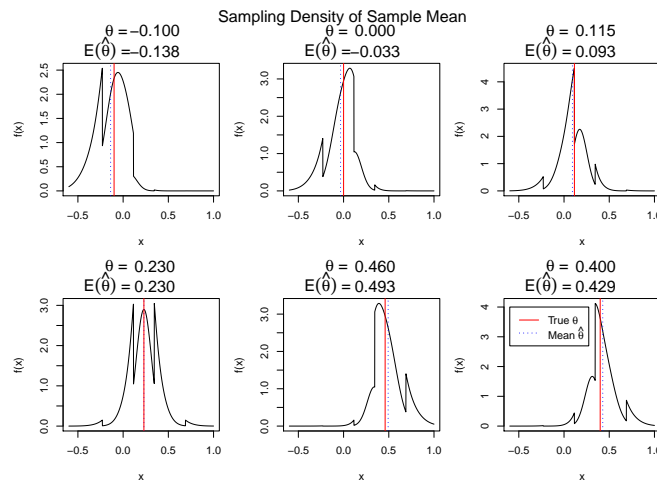 Sampling Density of Sample Mean
θ = −0.100
E(θ̂) = −0.138
f(x)
0.0 0.5 1.0 1.5 2.0 2.5
−0.5 0.0 0.5 1.0
x
θ = 0.000
E(θ̂) = −0.033
f(x)
0.0 1.0 2.0 3.0
−0.5 0.0 0.5 1.0
x
θ = 0.115
E(θ̂) = 0.093
f(x)
0 1 2 3 4
−0.5 0.0 0.5 1.0
x
θ = 0.230
E(θ̂) = 0.230
f(x)
0.0 1.0 2.0 3.0
−0.5 0.0 0.5 1.0
x
θ = 0.460
E(θ̂) = 0.493
f(x)
0.0 1.0 2.0 3.0
−0.5 0.0 0.5 1.0
x
θ = 0.400
E(θ̂) = 0.429
True θ
Mean θ̂
f(x)
0 1 2 3 4
−0.5 0.0 0.5 1.0
x